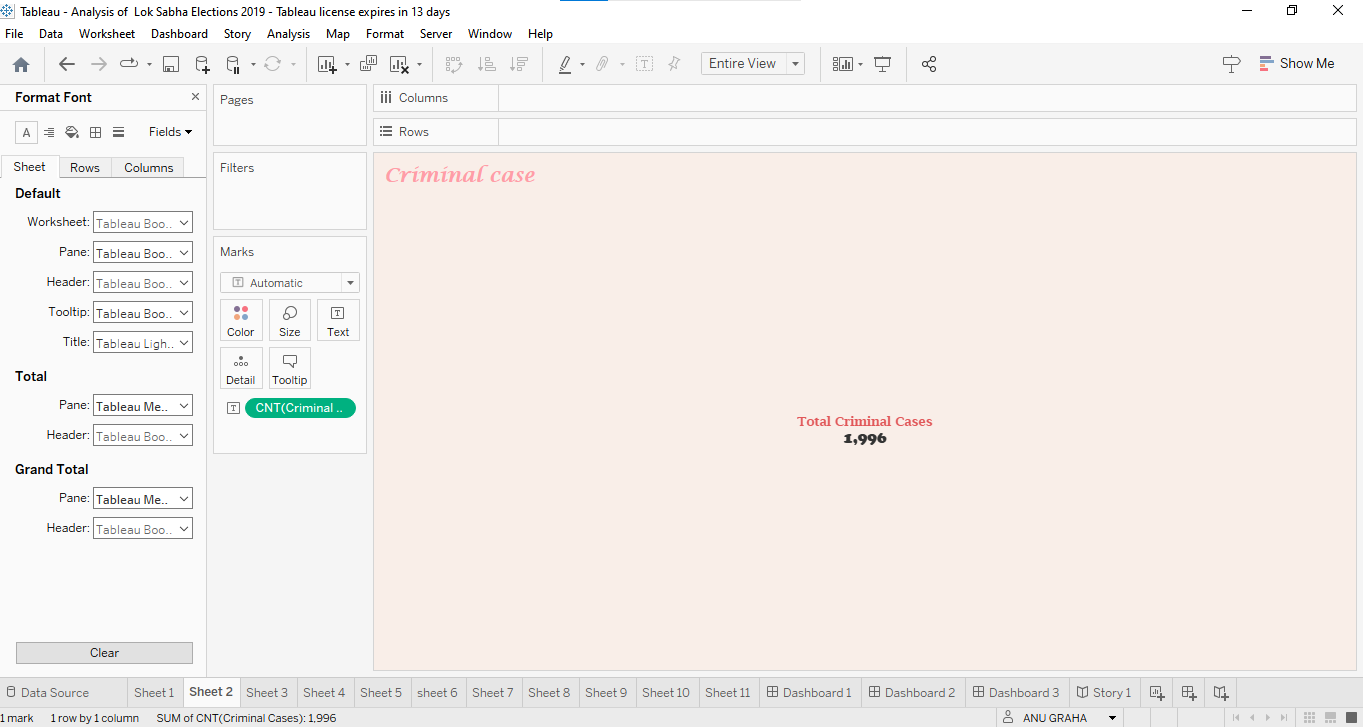 Tableau - Analysis of  Lok Sabha Elections 2019 - Tableau license expires in 13 days
File Data Worksheet Dashboard Story Analysis Map Format Server Window Help
Entire View
Show Me
Format Font
A
Fields
Sheet Rows Columns
Default
Worksheet: Tableau Boo..
Pane: Tableau Boo..
Header: Tableau Boo..
Tooltip: Tableau Boo..
Title: Tableau Ligh..
Total
Pane: Tableau Me..
Header: Tableau Boo..
Grand Total
Pane: Tableau Me..
Header: Tableau Boo..
Clear
Pages
Filters
Marks
T Automatic
Color Size T Text
Detail Tooltip
T CNT(Criminal ..
Columns
Rows
Criminal case
Total Criminal Cases
1,996
Data Source Sheet 1 Sheet 2 Sheet 3 Sheet 4 Sheet 5 sheet 6 Sheet 7 Sheet 8 Sheet 9 Sheet 10 Sheet 11 Dashboard 1 Dashboard 2 Dashboard 3 Story 1
1 mark 1 row by 1 column SUM of CNT(Criminal Cases): 1,996 ANU GRAHA